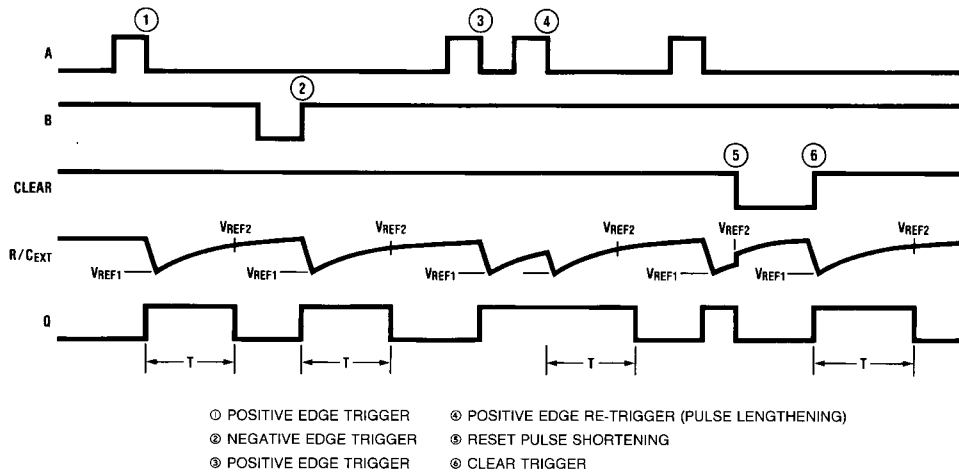 ① ③ ④
A
②
B
⑤ ⑥
CLEAR
VREF2 VREF2 VREF2 VREF2 VREF2
R/CEXT
VREF1 VREF1 VREF1 VREF1 VREF1
Q
T T T T
① POSITIVE EDGE TRIGGER ④ POSITIVE EDGE RE-TRIGGER (PULSE LENGTHENING)
② NEGATIVE EDGE TRIGGER ⑤ RESET PULSE SHORTENING
③ POSITIVE EDGE TRIGGER ⑥ CLEAR TRIGGER